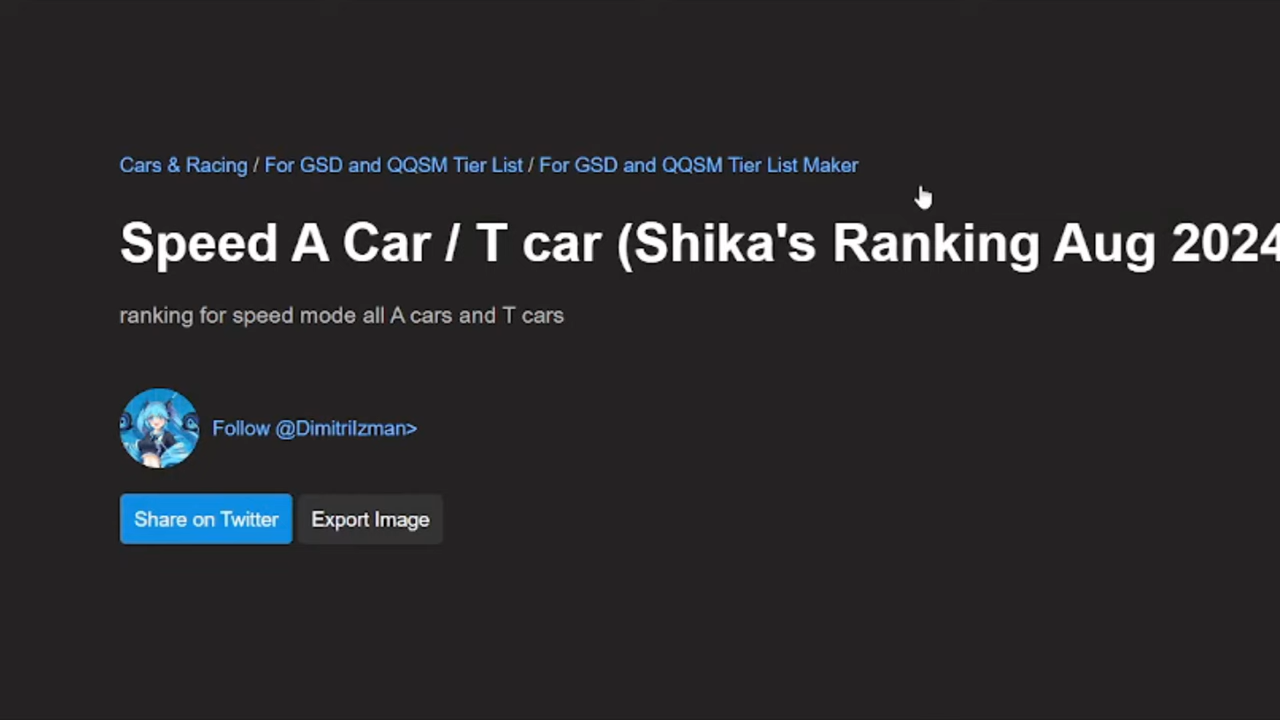 Cars & Racing / For GSD and QQSM Tier List / For GSD and QQSM Tier List Maker
Speed A Car / T car (Shika's Ranking Aug 2024
ranking for speed mode all A cars and T cars
Follow @DimitriIzman>
Share on Twitter
Export Image